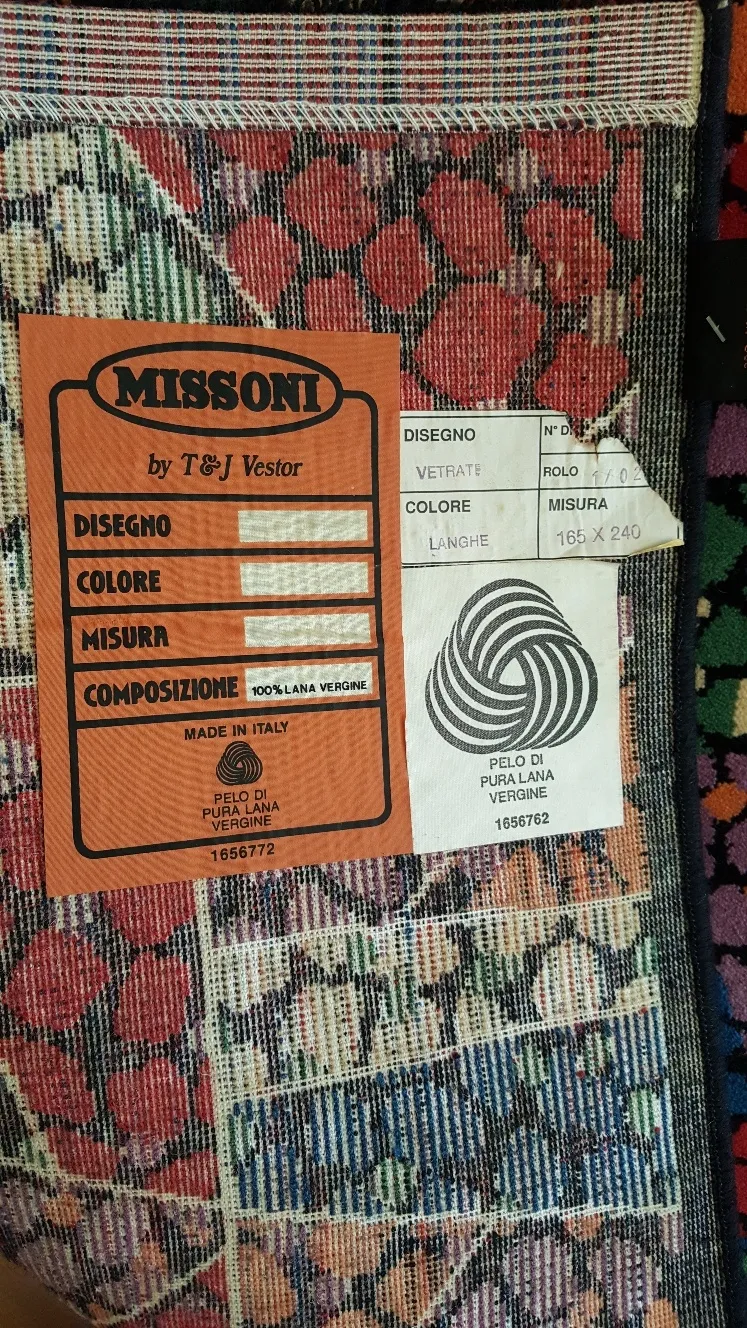 MISSONI
by T&J Vestor
DISEGNO
COLORE
MISURA
COMPOSIZIONE 100% LANA VERGINE
MADE IN ITALY
PELO DI
PURA LANA
VERGINE
1656772
DISEGNO
VETRATE
N° D
ROLO
COLORE
LANGHE
MISURA
165 X 240
PELO DI
PURA LANA
VERGINE
1656762